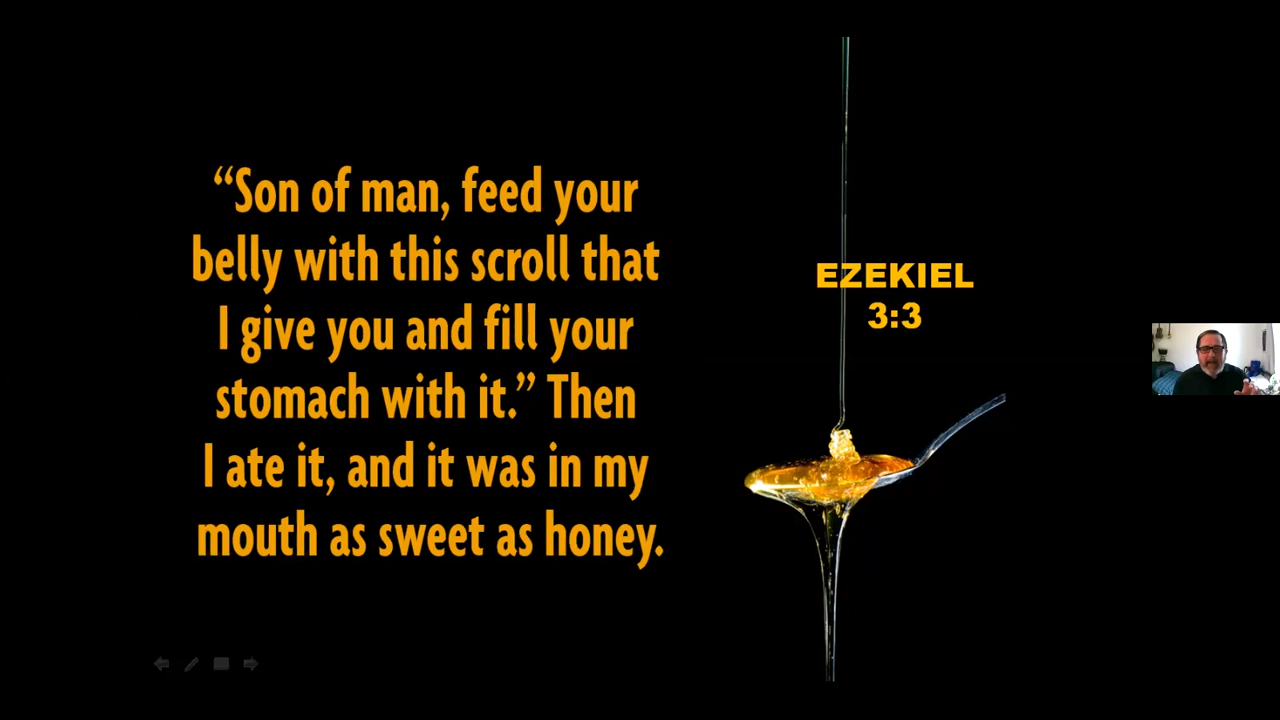 “Son of man, feed your
belly with this scroll that
I give you and fill your
stomach with it.” Then
I ate it, and it was in my
mouth as sweet as honey.
EZEKIEL
3:3